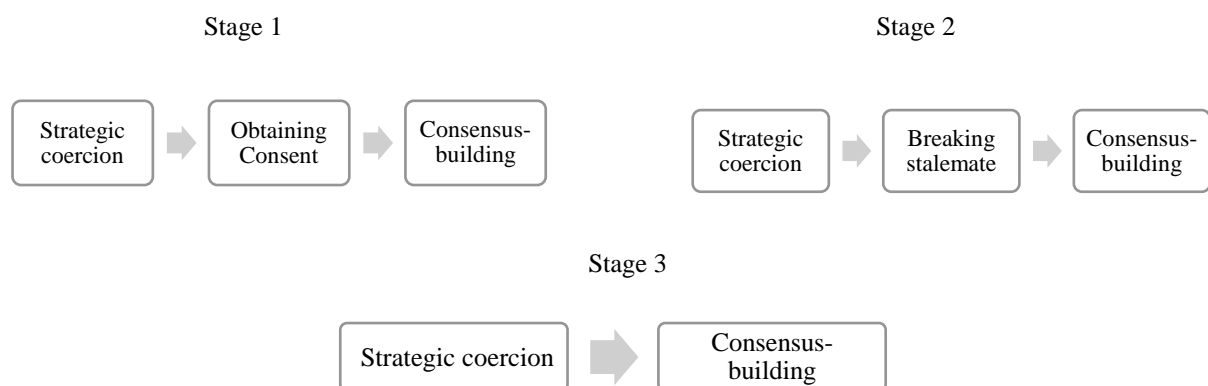 Stage 1
Strategic
coercion
Obtaining
Consent
Consensus-
building
Stage 2
Strategic
coercion
Breaking
stalemate
Consensus-
building
Stage 3
Strategic coercion
Consensus-
building